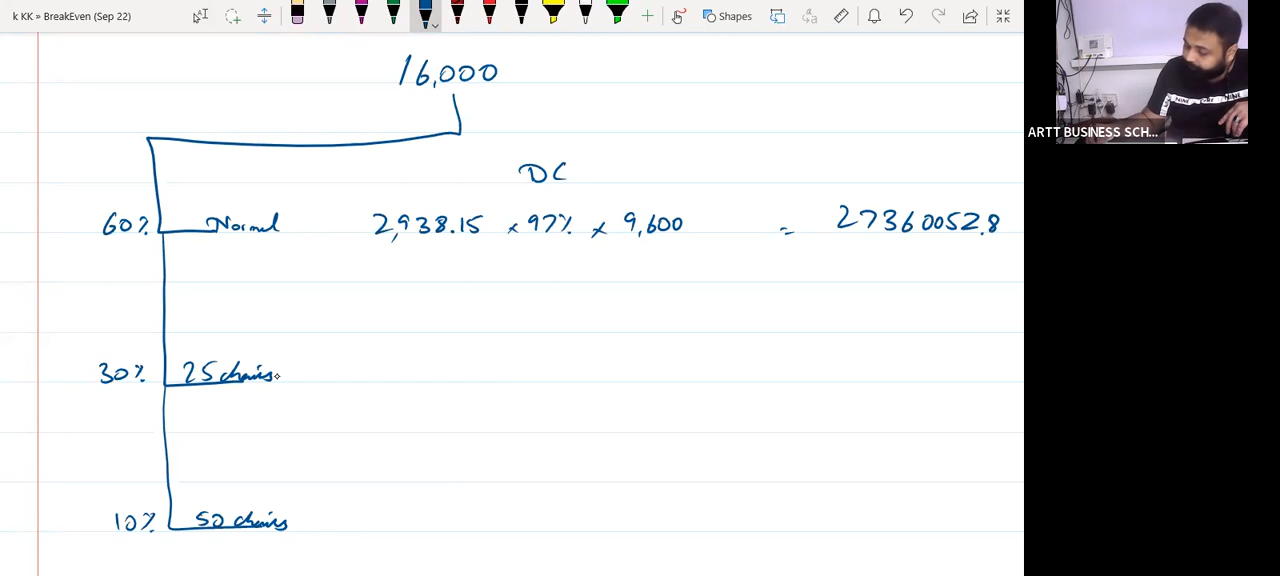 k KK » BreakEven (Sep 22)
Shapes
16,000
DC
60% Normal 2,938.15 × 97% × 9,600 = 27360052.8
30% 25 chairs
10% 50 chairs
ARTT BUSINESS SCH...